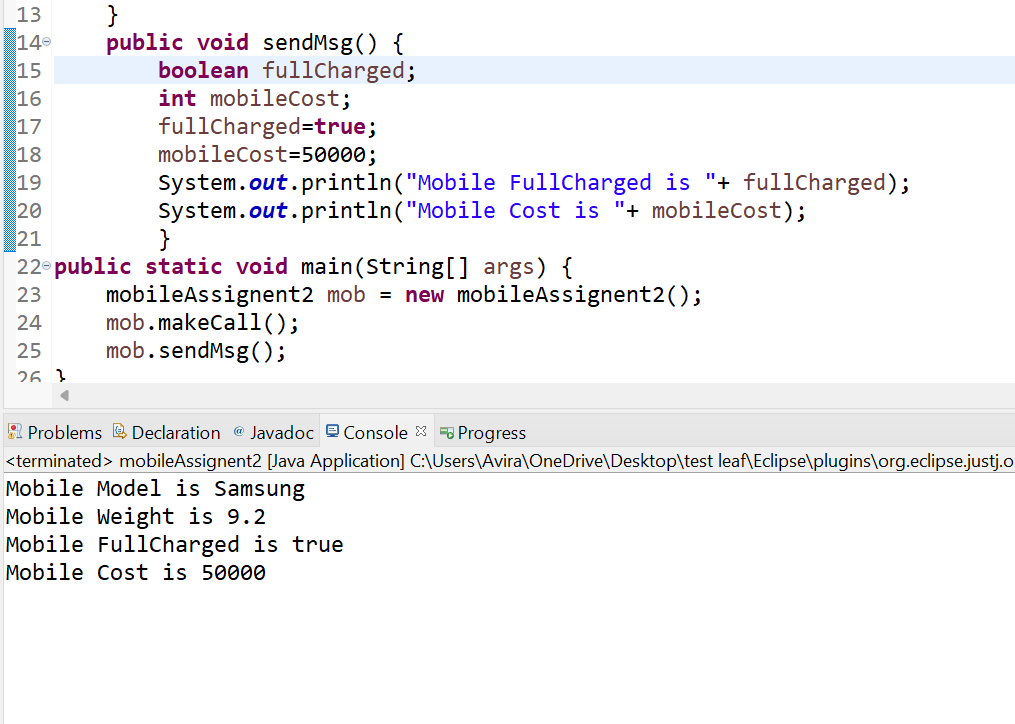 13     }
14     public void sendMsg() {
15         boolean fullCharged;
16         int mobileCost;
17         fullCharged=true;
18         mobileCost=50000;
19         System.out.println("Mobile FullCharged is "+ fullCharged);
20         System.out.println("Mobile Cost is "+ mobileCost);
21         }
22 public static void main(String[] args) {
23     mobileAssignent2 mob = new mobileAssignent2();
24     mob.makeCall();
25     mob.sendMsg();
26 }
Problems @ Javadoc Declaration Console Progress
<terminated> mobileAssignent2 [Java Application] C:\Users\Avira\OneDrive\Desktop\test leaf\Eclipse\plugins\org.eclipse.justj.o
Mobile Model is Samsung
Mobile Weight is 9.2
Mobile FullCharged is true
Mobile Cost is 50000